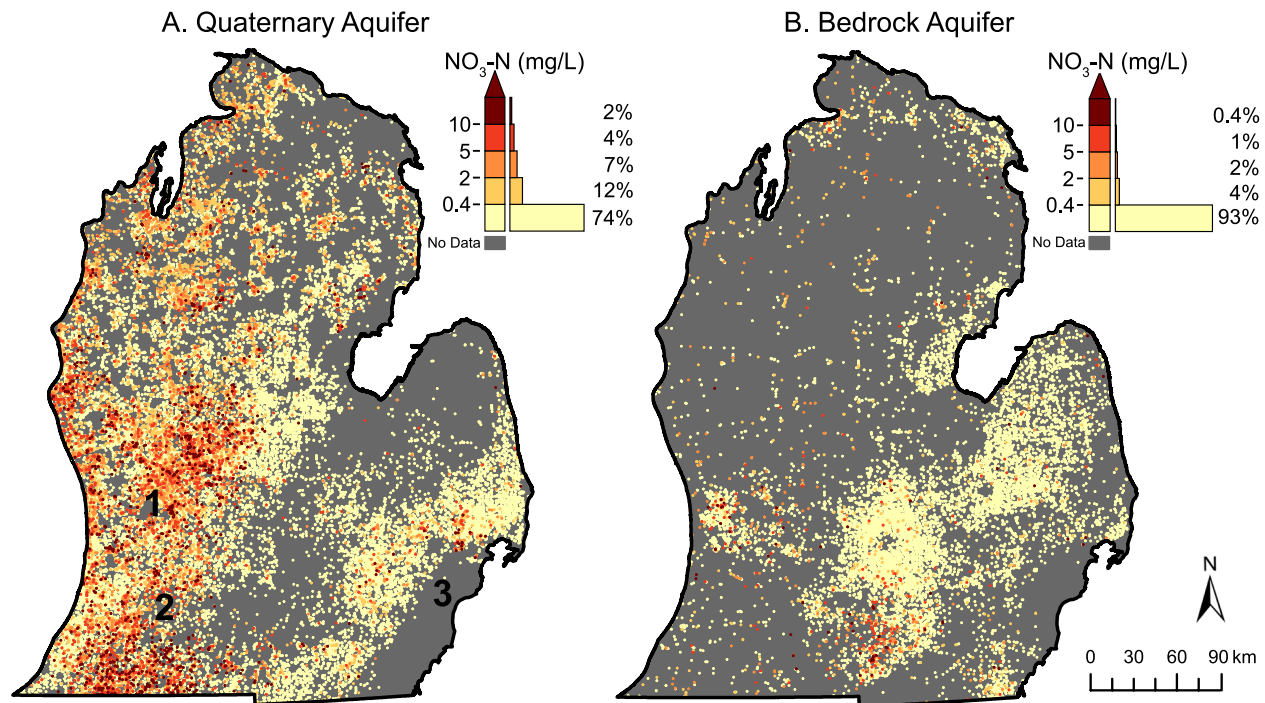 A. Quaternary Aquifer
NO3-N (mg/L)
2%
10-
4%
5
7%
2
12%
0.4
74%
No Data
1
2
3
B. Bedrock Aquifer
NO3-N (mg/L)
0.4%
10-
1%
5
2%
2
4%
0.4
93%
No Data
N
0 30 60 90 km